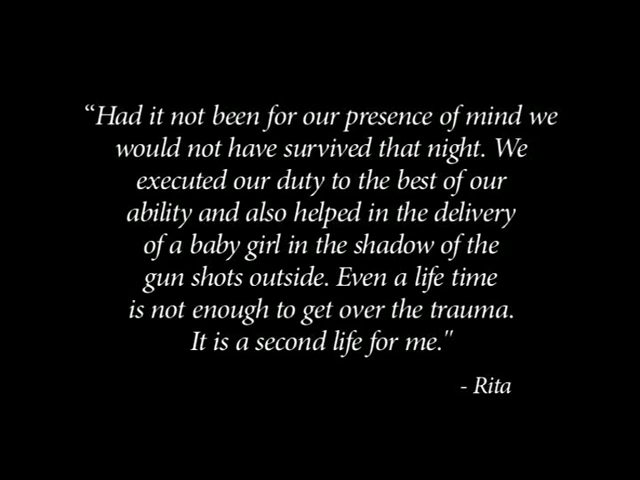 “Had it not been for our presence of mind we
would not have survived that night. We
executed our duty to the best of our
ability and also helped in the delivery
of a baby girl in the shadow of the
gun shots outside. Even a life time
is not enough to get over the trauma.
It is a second life for me."
- Rita